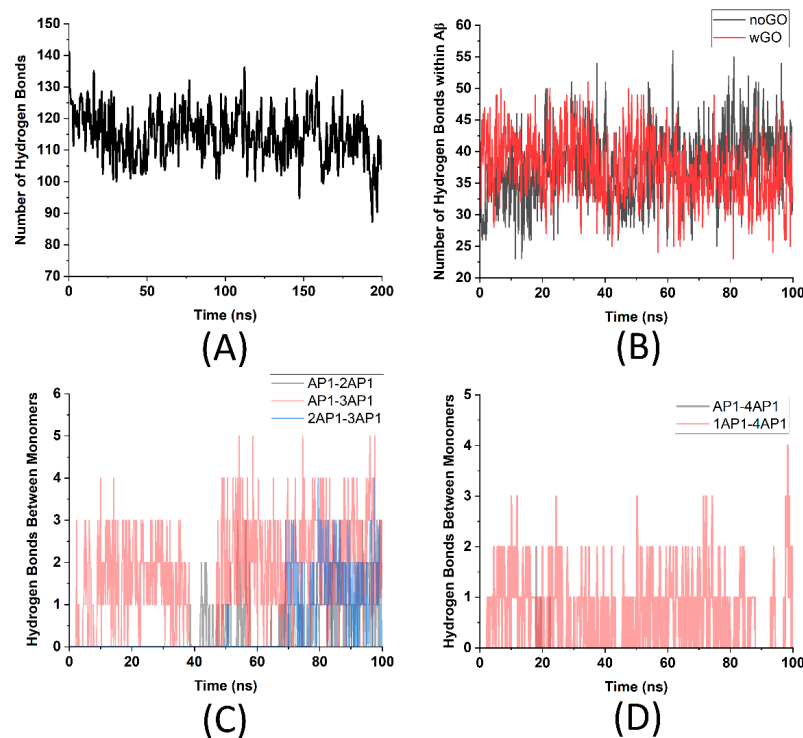 150
140
130
120
110
100
90
80
70
Number of Hydrogen Bonds
0
50
100
150
200
Time (ns)
(A)
noGO
wGO
60
55
50
45
40
35
30
25
20
Number of Hydrogen Bonds within Aβ
0
20
40
60
80
100
Time (ns)
(B)
AP1-2AP1
AP1-3AP1
2AP1-3AP1
6
5
4
3
2
1
0
Hydrogen Bonds Between Monomers
0
20
40
60
80
100
Time (ns)
(C)
AP1-4AP1
1AP1-4AP1
5
4
3
2
1
0
Hydrogen Bonds Between Monomers
0
20
40
60
80
100
Time (ns)
(D)